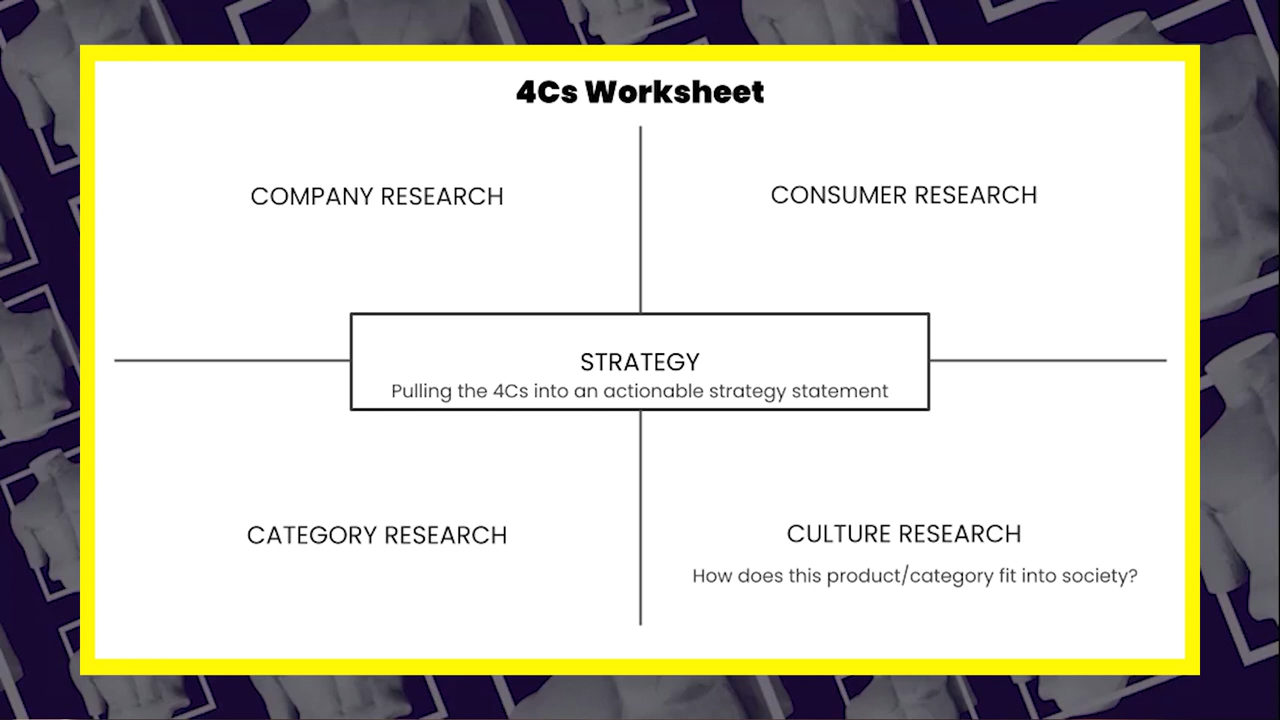 4Cs Worksheet
COMPANY RESEARCH
CONSUMER RESEARCH
STRATEGY
Pulling the 4Cs into an actionable strategy statement
CATEGORY RESEARCH
CULTURE RESEARCH
How does this product/category fit into society?